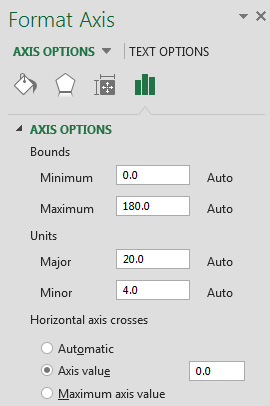 Format Axis
AXIS OPTIONS TEXT OPTIONS
AXIS OPTIONS
Bounds
Minimum 0.0 Auto
Maximum 180.0 Auto
Units
Major 20.0 Auto
Minor 4.0 Auto
Horizontal axis crosses
Automatic
Axis value 0.0
Maximum axis value